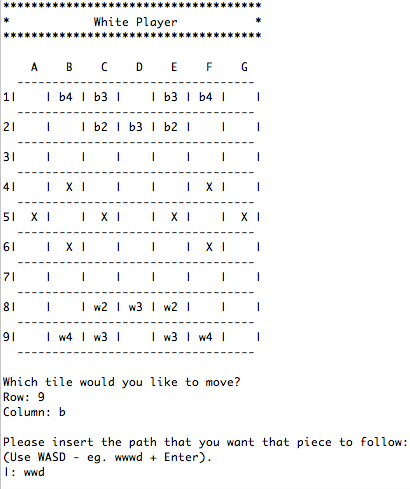 *************************************
* White Player *
*************************************
A B C D E F G
----------------------------------
1| | b4 | b3 | | b3 | b4 | |
----------------------------------
2| | | b2 | b3 | b2 | | |
----------------------------------
3| | | | | | | |
----------------------------------
4| | X | | | | X | |
----------------------------------
5| X | | X | | X | | X |
----------------------------------
6| | X | | | | X | |
----------------------------------
7| | | | | | | |
----------------------------------
8| | | w2 | w3 | w2 | | |
----------------------------------
9| | w4 | w3 | | w3 | w4 | |
----------------------------------
Which tile would you like to move?
Row: 9
Column: b
Please insert the path that you want that piece to follow:
(Use WASD - eg. wwwd + Enter).
|: wwd